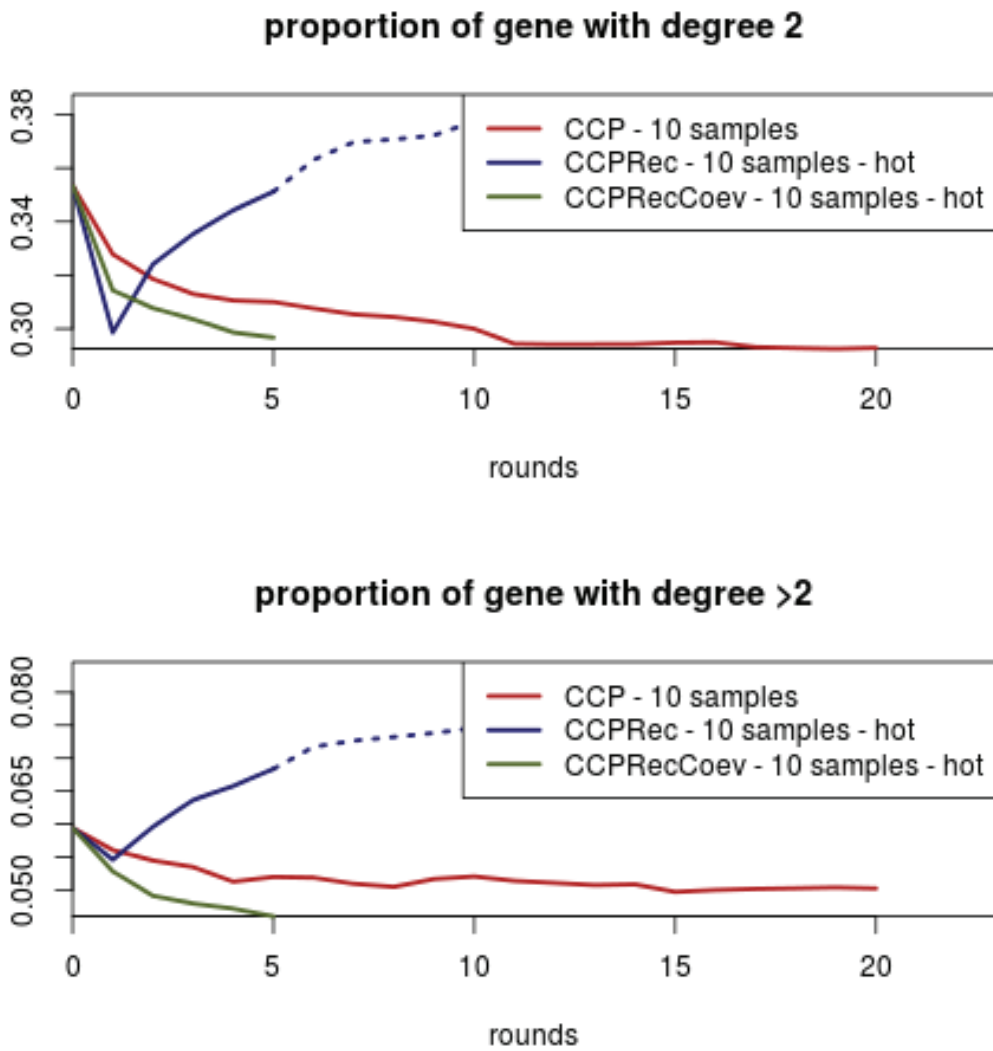 proportion of gene with degree 2
0.38
0.34
0.30
CCP - 10 samples
CCPRec - 10 samples - hot
CCPRecCoev - 10 samples - hot
0 5 10 15 20
rounds
proportion of gene with degree >2
0.080
0.065
0.050
CCP - 10 samples
CCPRec - 10 samples - hot
CCPRecCoev - 10 samples - hot
0 5 10 15 20
rounds